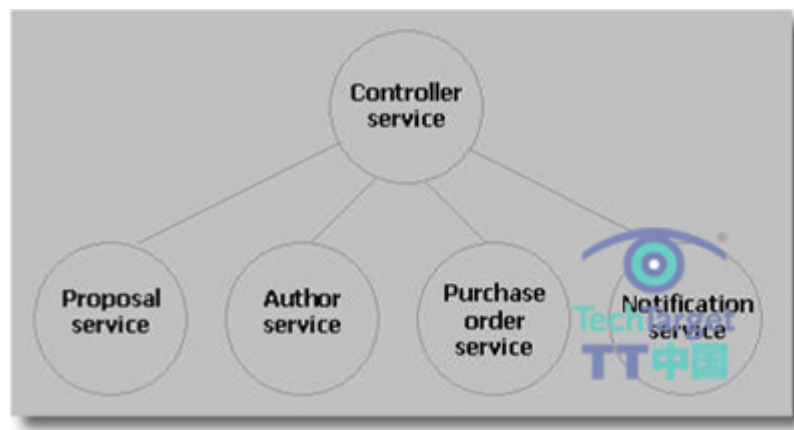 Controller
service
Proposal
service
Author
service
Purchase
order
service
Notification
service
TechTarget
TT中国